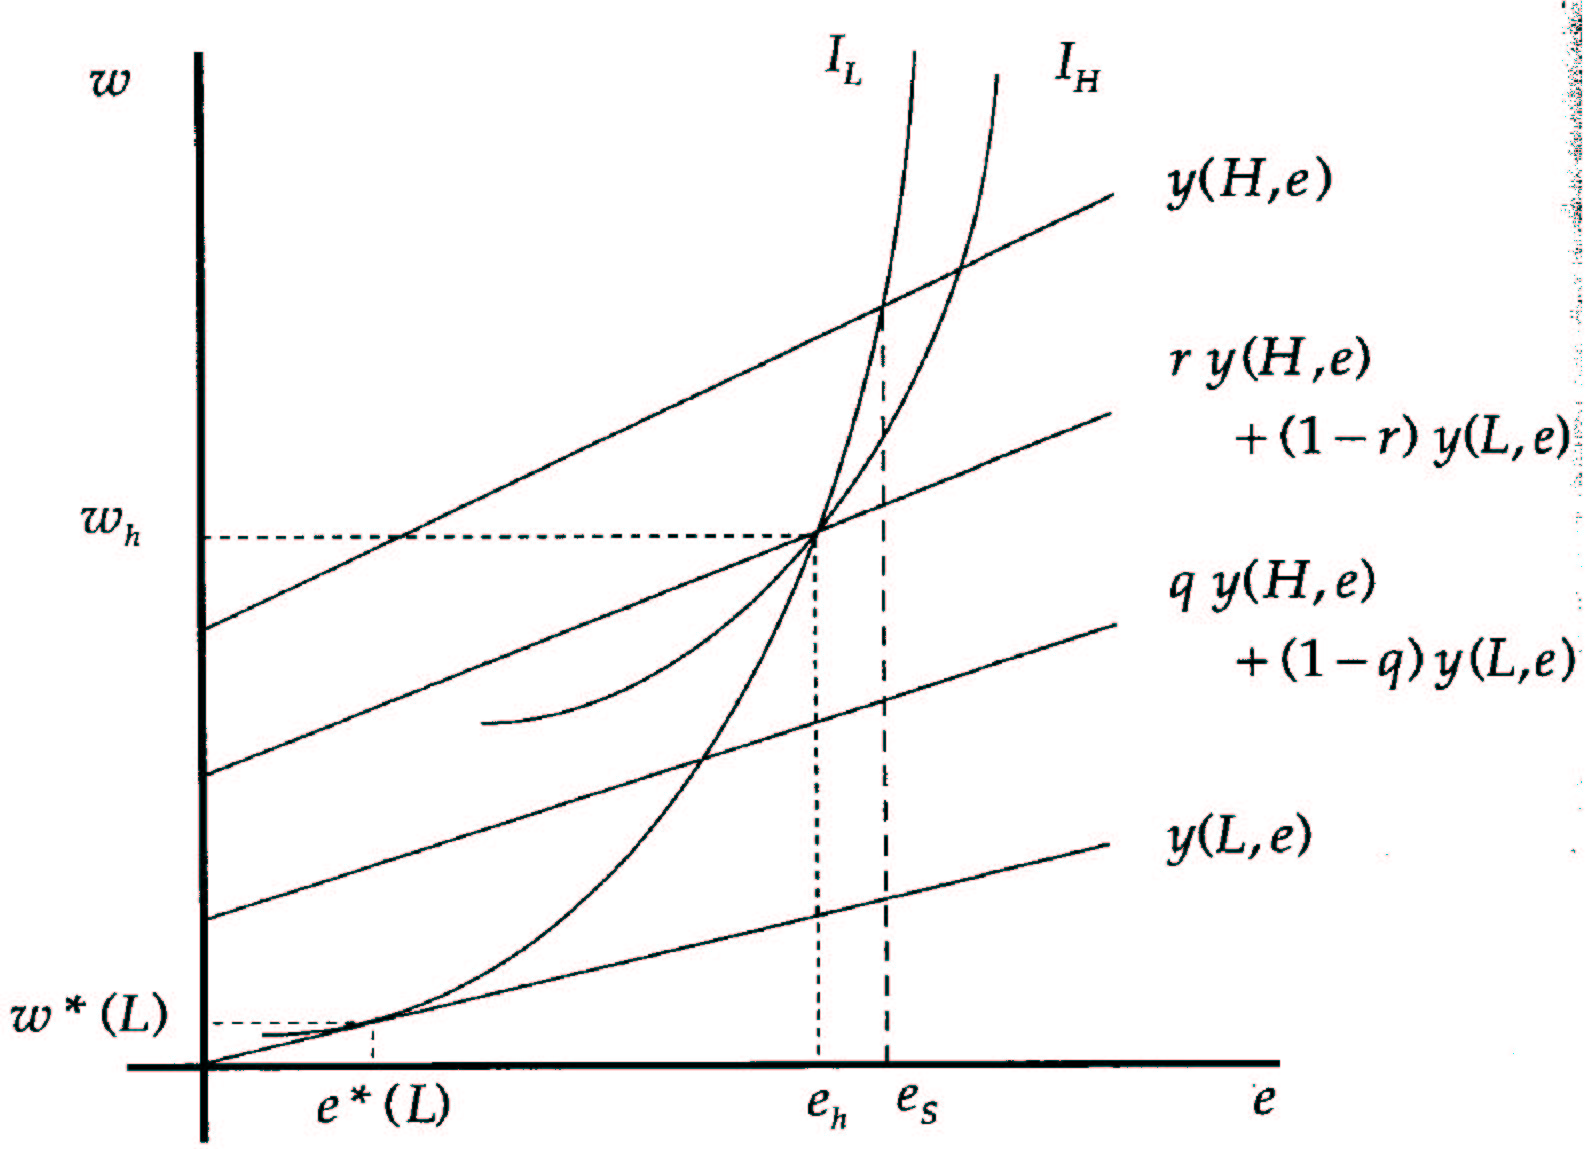 w
I_L
I_H
y(H,e)
r y(H,e)
+(1−r) y(L,e)
w_h
q y(H,e)
+(1−q) y(L,e)
y(L,e)
w*(L)
e*(L)
e_h
e_s
e